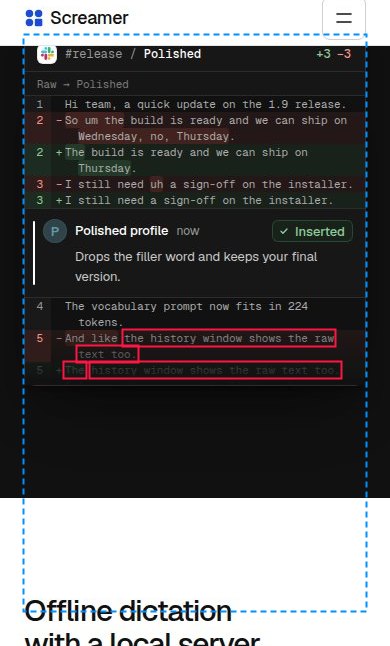 Screamer
#release / Polished +3 −3
Raw → Polished
1 Hi team, a quick update on the 1.9 release.
2 −So um the build is ready and we can ship on
Wednesday, no, Thursday.
2 +The build is ready and we can ship on
Thursday.
3 −I still need uh a sign-off on the installer.
3 +I still need a sign-off on the installer.
P Polished profile now ✓ Inserted
Drops the filler word and keeps your final
version.
4 The vocabulary prompt now fits in 224
tokens.
5 −And like the history window shows the raw
text too.
5 +The history window shows the raw text too.
Offline dictation
with a local server